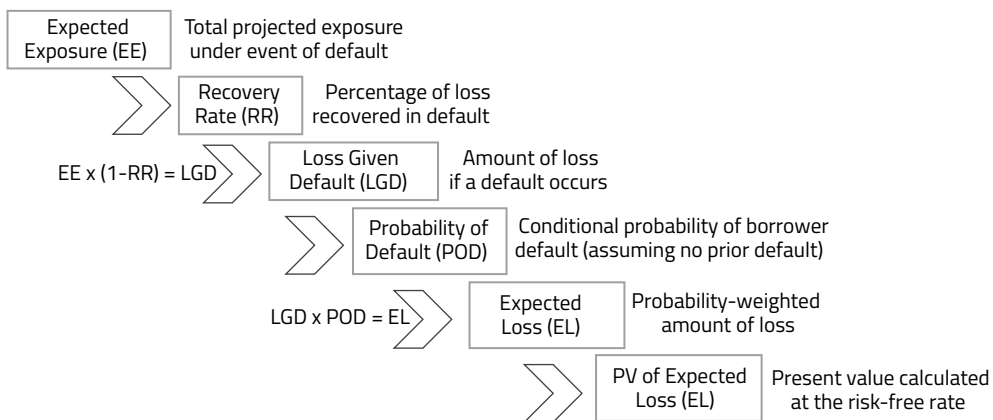 Expected
Exposure (EE)
Total projected exposure
under event of default
Recovery
Rate (RR)
Percentage of loss
recovered in default
EE x (1-RR) = LGD
Loss Given
Default (LGD)
Amount of loss
if a default occurs
Probability of
Default (POD)
Conditional probability of borrower
default (assuming no prior default)
LGD x POD = EL
Expected
Loss (EL)
Probability-weighted
amount of loss
PV of Expected
Loss (EL)
Present value calculated
at the risk-free rate